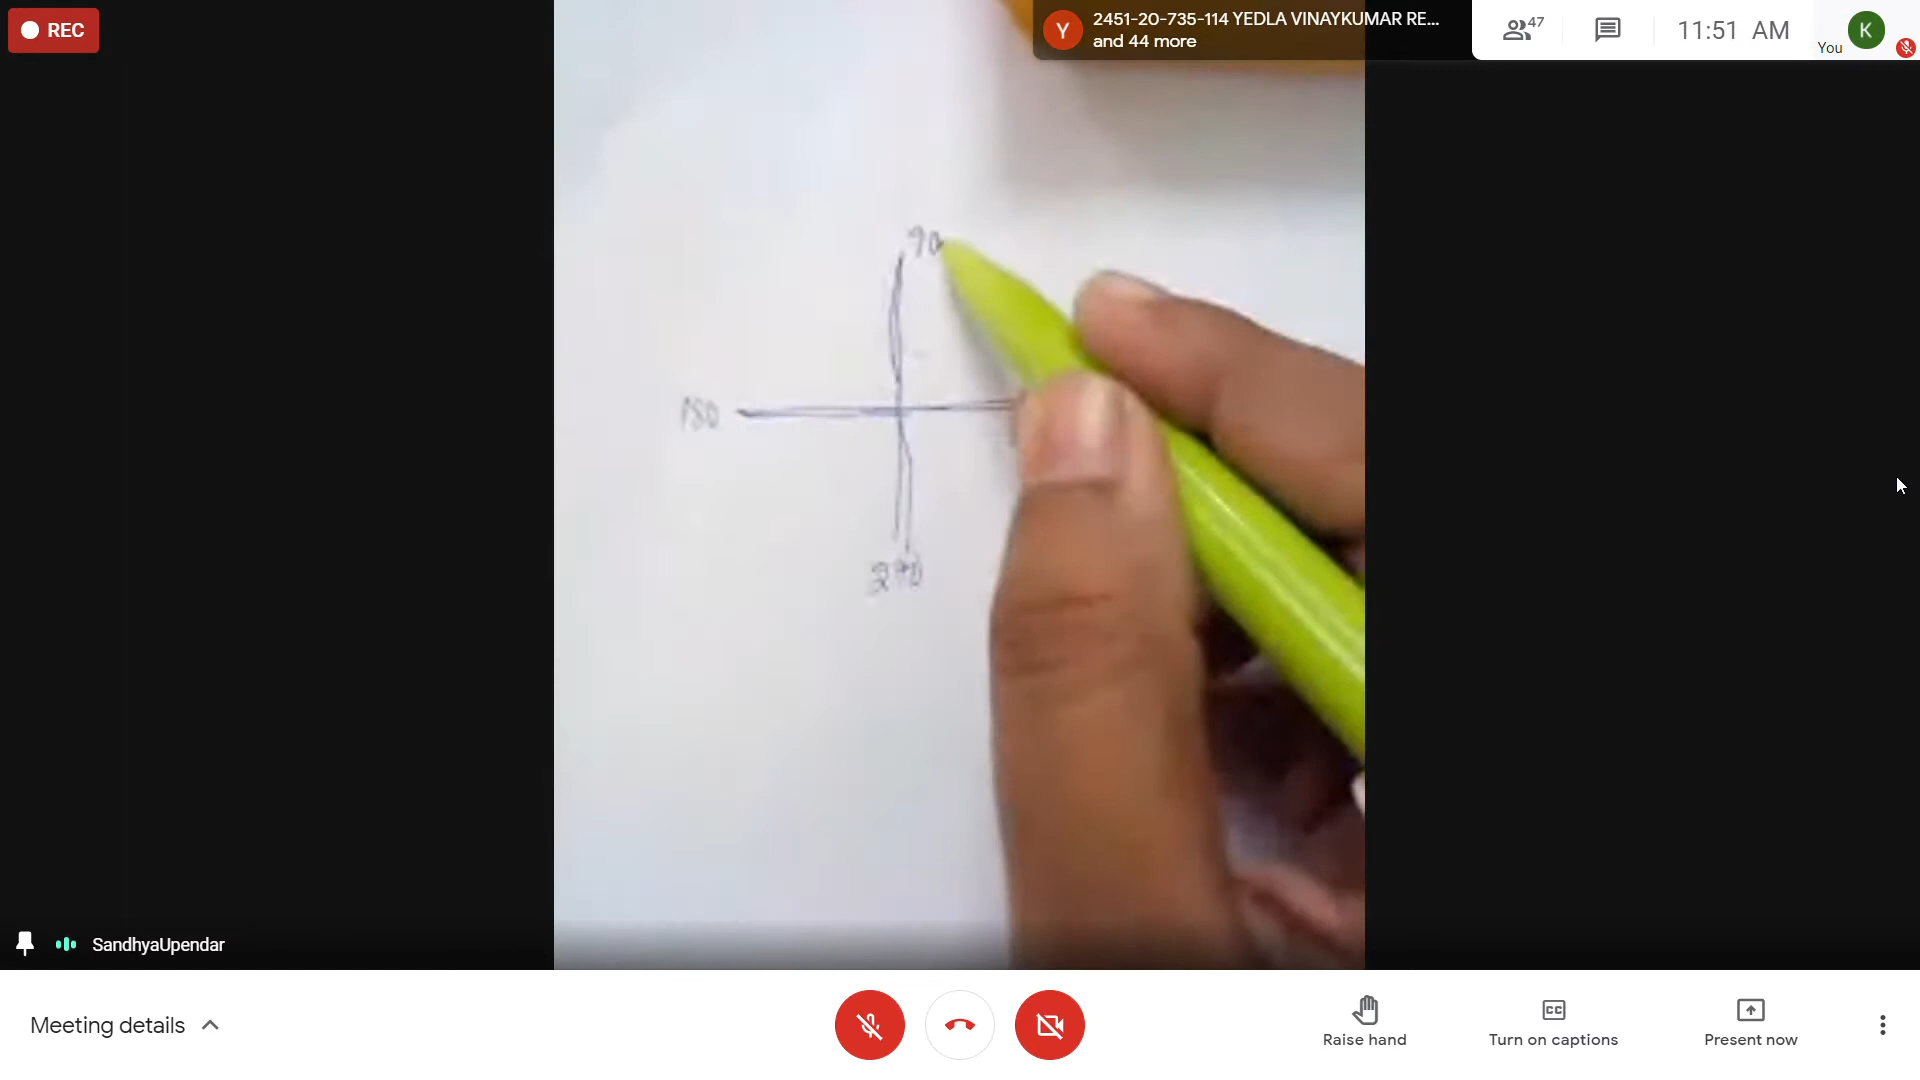 REC
2451-20-735-114 YEDLA VINAYKUMAR RE...
and 44 more
47
11:51 AM
You
K
Y
90
180
270
SandhyaUpendar
Meeting details
CC
Raise hand
Turn on captions
Present now